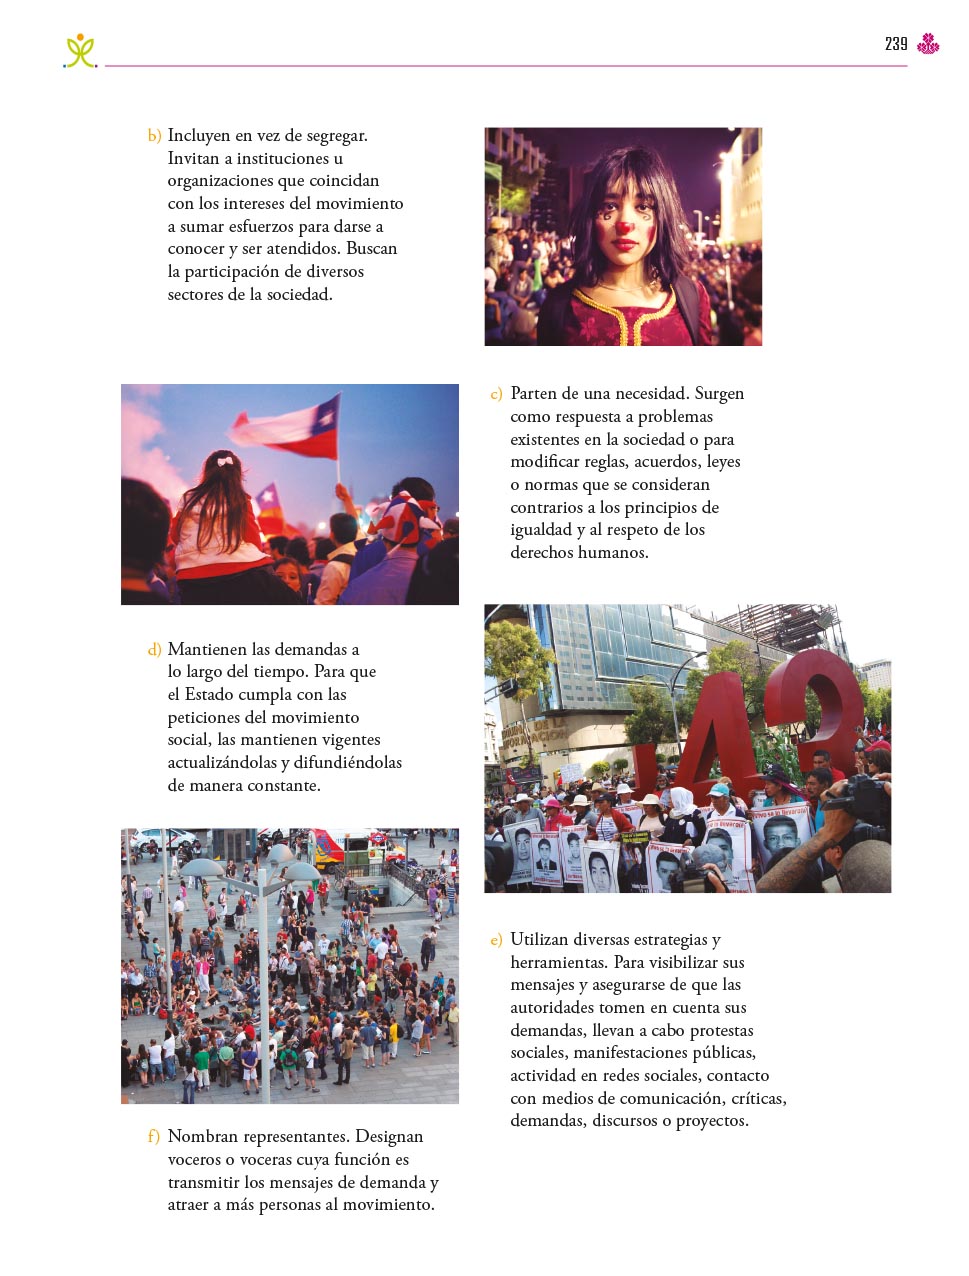 239
b) Incluyen en vez de segregar.
Invitan a instituciones u
organizaciones que coincidan
con los intereses del movimiento
a sumar esfuerzos para darse a
conocer y ser atendidos. Buscan
la participación de diversos
sectores de la sociedad.
c) Parten de una necesidad. Surgen
como respuesta a problemas
existentes en la sociedad o para
modificar reglas, acuerdos, leyes
o normas que se consideran
contrarios a los principios de
igualdad y al respeto de los
derechos humanos.
d) Mantienen las demandas a
lo largo del tiempo. Para que
el Estado cumpla con las
peticiones del movimiento
social, las mantienen vigentes
actualizándolas y difundiéndolas
de manera constante.
43
e) Utilizan diversas estrategias y
herramientas. Para visibilizar sus
mensajes y asegurarse de que las
autoridades tomen en cuenta sus
demandas, llevan a cabo protestas
sociales, manifestaciones públicas,
actividad en redes sociales, contacto
con medios de comunicación, críticas,
demandas, discursos o proyectos.
f) Nombran representantes. Designan
voceros o voceras cuya función es
transmitir los mensajes de demanda y
atraer a más personas al movimiento.